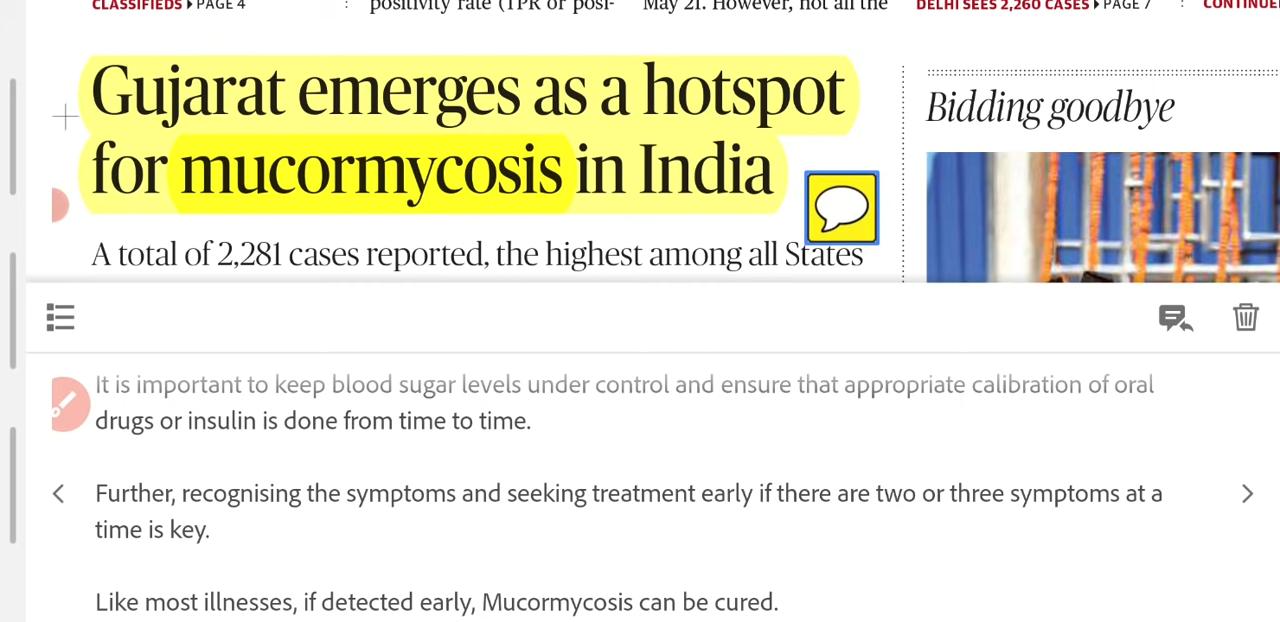 CLASSIFIEDS PAGE 4
positivity rate (TPR or posi-
May 21. However, not all the
DELHI SEES 2,260 CASES PAGE 7
Gujarat emerges as a hotspot
for mucormycosis in India
A total of 2,281 cases reported, the highest among all States
Bidding goodbye
It is important to keep blood sugar levels under control and ensure that appropriate calibration of oral
drugs or insulin is done from time to time.
Further, recognising the symptoms and seeking treatment early if there are two or three symptoms at a
time is key.
Like most illnesses, if detected early, Mucormycosis can be cured.